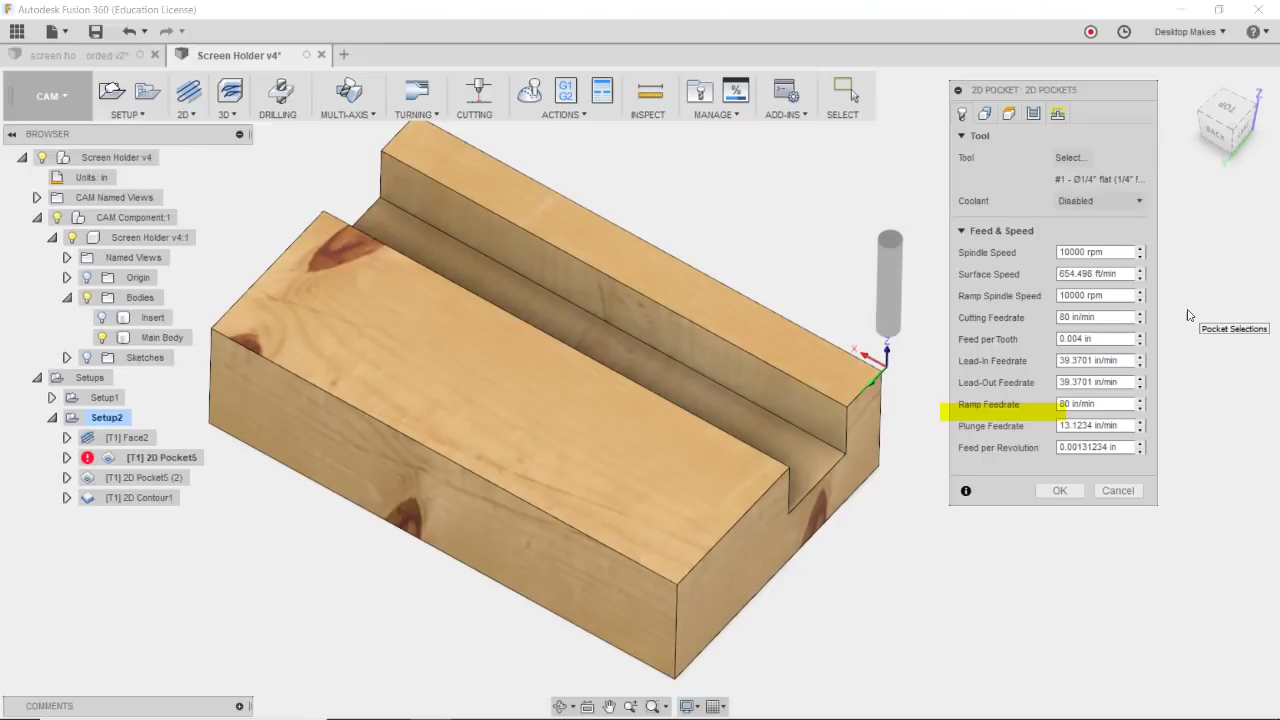 Autodesk Fusion 360 (Education License)
Desktop Makes
screen ho ...orded v2*
Screen Holder v4*
CAM
G1
G2
%
SETUP
2D
3D
DRILLING
MULTI-AXIS
TURNING
CUTTING
ACTIONS
INSPECT
MANAGE
ADD-INS
SELECT
BROWSER
Screen Holder v4
Units: in
CAM Named Views
CAM Component:1
Screen Holder v4:1
Named Views
Origin
Bodies
Insert
Main Body
Sketches
Setups
Setup1
Setup2
[T1] Face2
[T1] 2D Pocket5
[T1] 2D Pocket5 (2)
[T1] 2D Contour1
X
Z
2D POCKET : 2D POCKET5
Tool
Tool Select...
#1 - Ø1/4" flat (1/4" F...
Coolant Disabled
Feed & Speed
Spindle Speed 10000 rpm
Surface Speed 654.498 ft/min
Ramp Spindle Speed 10000 rpm
Cutting Feedrate 80 in/min
Feed per Tooth 0.004 in
Lead-In Feedrate 39.3701 in/min
Lead-Out Feedrate 39.3701 in/min
Ramp Feedrate 80 in/min
Plunge Feedrate 13.1234 in/min
Feed per Revolution 0.00131234 in
OK Cancel
Z
TOP
BACK
LEFT
Y
Pocket Selections
COMMENTS